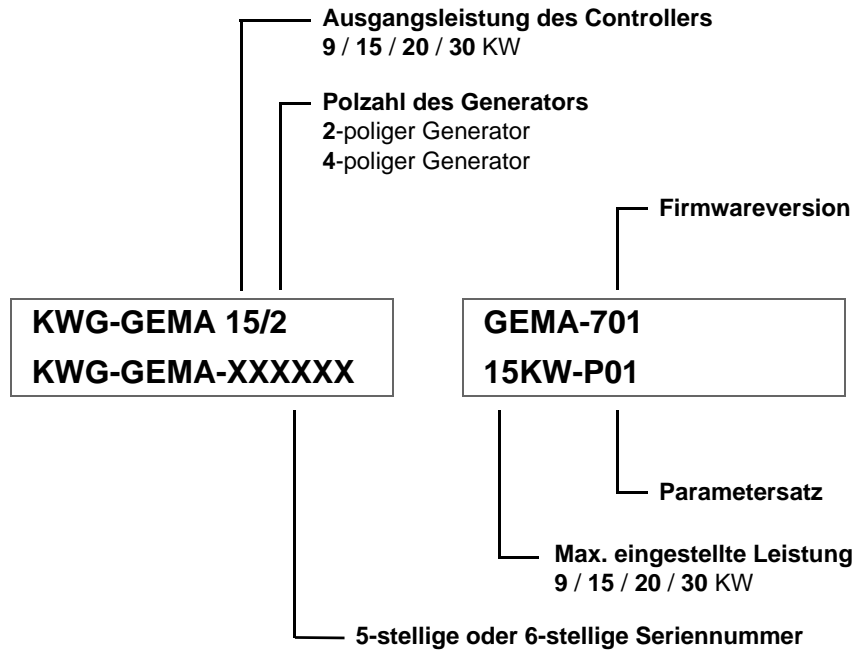 Ausgangsleistung des Controllers
9 / 15 / 20 / 30 KW
Polzahl des Generators
2-poliger Generator
4-poliger Generator
Firmwareversion
KWG-GEMA 15/2
KWG-GEMA-XXXXXX
GEMA-701
15KW-P01
Parametersatz
Max. eingestellte Leistung
9 / 15 / 20 / 30 KW
5-stellige oder 6-stellige Seriennummer